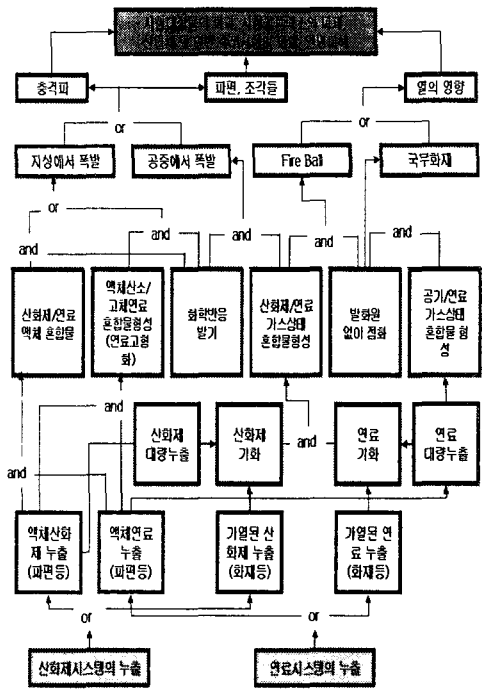 충격파
파편, 조각들
열의 영향
or
or
지상에서 폭발
공중에서 폭발
Fire Ball
국부화재
or
and
and
and
and
and
산화제/연료
액체 혼합물
액체산소/
고체연료
혼합물형성
(연료고형
화)
화학반응
발기
산화제/연료
가스상태
혼합물형성
발화원
없이 점화
공기/연료
가스상태
혼합물 형
성
and
and
산화제
대량누출
산화제
기화
and
연료
기화
연료
대량누출
액체산화
제 누출
(파편등)
액체연료
누출
(파편등)
가열된 산
화제 누출
(화재등)
가열된 연
료 누출
(화재등)
or
or
산화제시스템의 누출
연료시스템의 누출